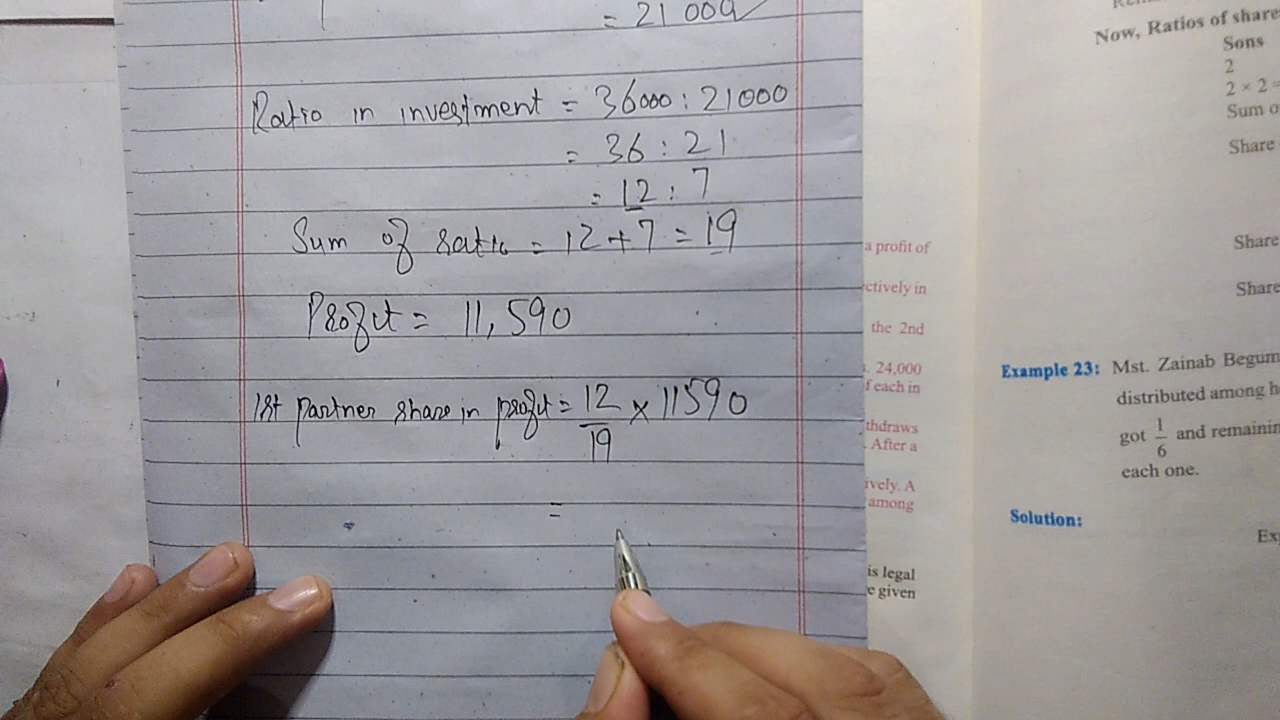 = 21 000
Ratio in investment = 36000 : 21000
= 36 : 21
= 12 : 7
Sum of ratio = 12 + 7 = 19
Profit = 11,590
1st partner share in profit = 12/19 × 11590
=
a profit of
ctively in
the 2nd
. 24,000
f each in
thdraws
. After a
ively. A
among
is legal
e given
Now, Ratios of share
Sons
2
2 × 2 =
Sum o
Share
Share
Share
Example 23: Mst. Zainab Begum
distributed among h
got 1/6 and remainin
each one.
Solution:
Ex